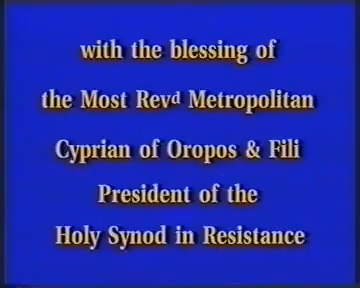 with the blessing of
the Most Revd Metropolitan
Cyprian of Oropos & Fili
President of the
Holy Synod in Resistance